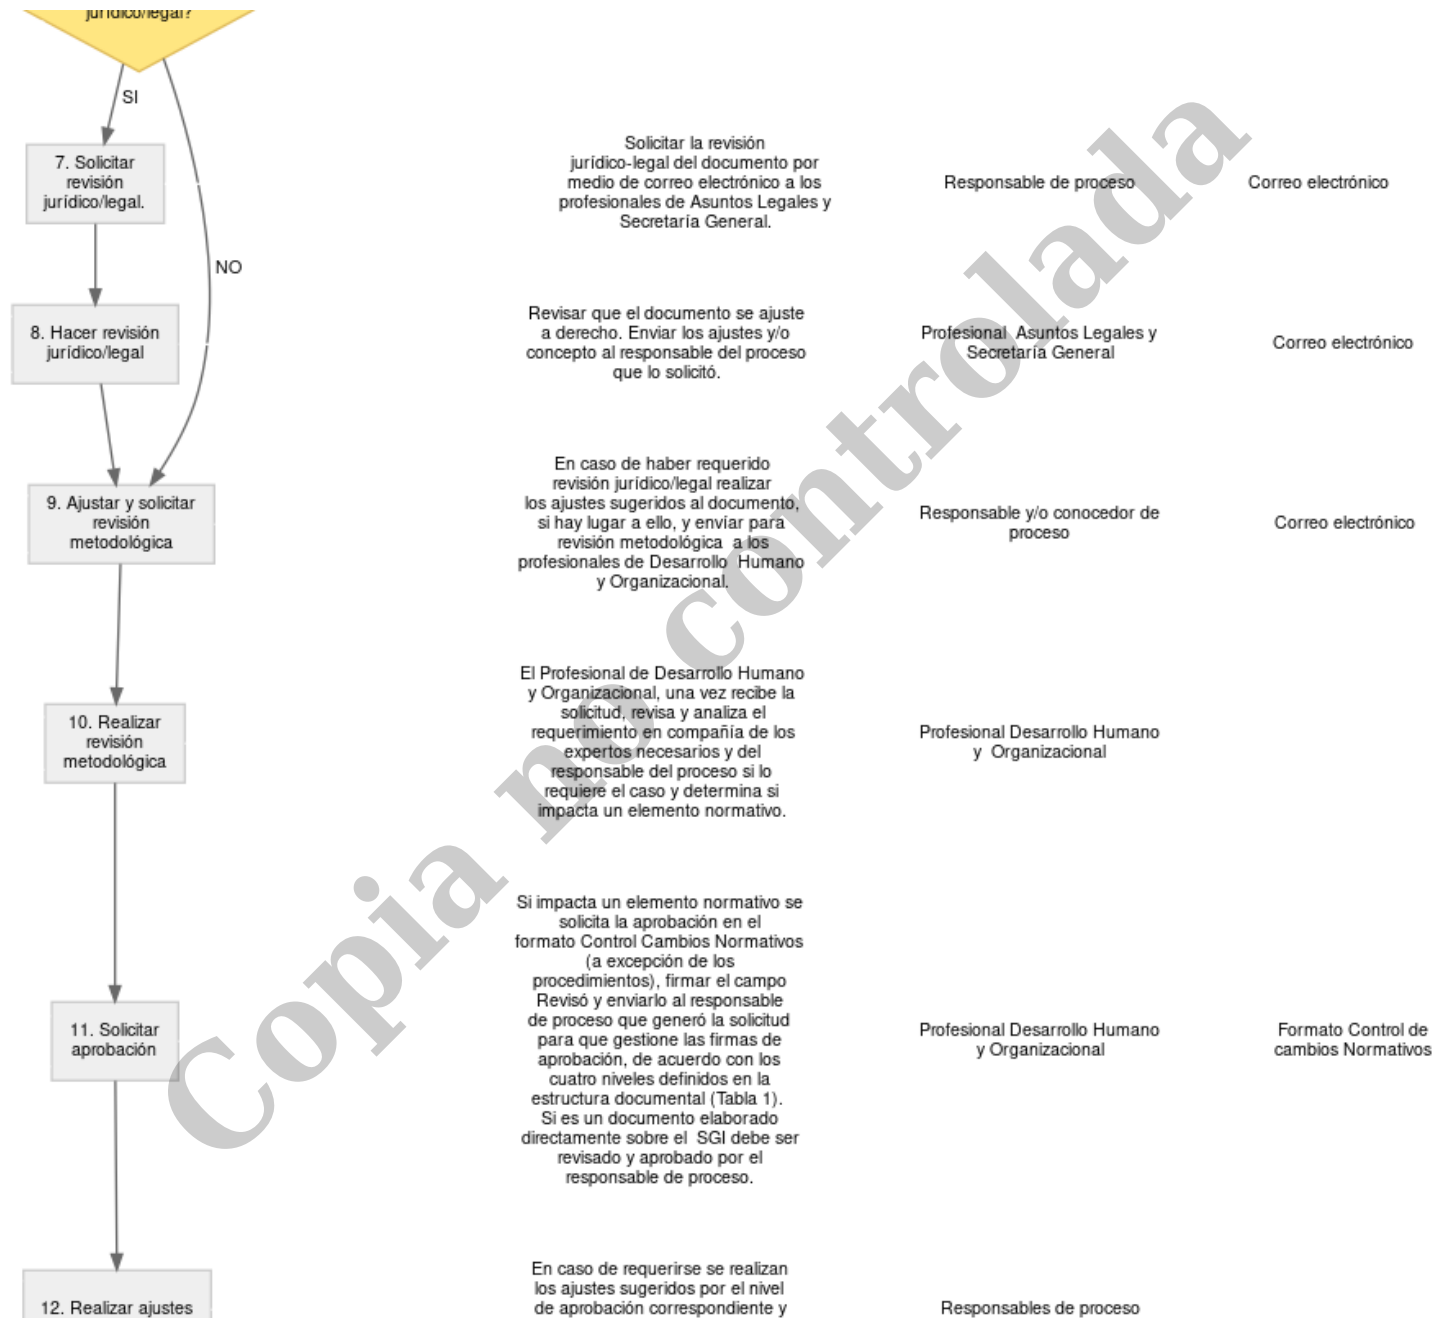 jurídico/legal?
SI
7. Solicitar
revisión
jurídico/legal.
Solicitar la revisión
jurídico-legal del documento por
medio de correo electrónico a los
profesionales de Asuntos Legales y
Secretaría General.
Responsable de proceso
Correo electrónico
NO
8. Hacer revisión
jurídico/legal
Revisar que el documento se ajuste
a derecho. Enviar los ajustes y/o
concepto al responsable del proceso
que lo solicitó.
Profesional Asuntos Legales y
Secretaría General
Correo electrónico
9. Ajustar y solicitar
revisión
metodológica
En caso de haber requerido
revisión jurídico/legal realizar
los ajustes sugeridos al documento,
si hay lugar a ello, y envíar para
revisión metodológica a los
profesionales de Desarrollo Humano
y Organizacional.
Responsable y/o conocedor de
proceso
Correo electrónico
10. Realizar
revisión
metodológica
El Profesional de Desarrollo Humano
y Organizacional, una vez recibe la
solicitud, revisa y analiza el
requerimiento en compañía de los
expertos necesarios y del
responsable del proceso si lo
requiere el caso y determina si
impacta un elemento normativo.
Profesional Desarrollo Humano
y Organizacional
11. Solicitar
aprobación
Si impacta un elemento normativo se
solicita la aprobación en el
formato Control Cambios Normativos
(a excepción de los
procedimientos), firmar el campo
Revisó y enviarlo al responsable
de proceso que generó la solicitud
para que gestione las firmas de
aprobación, de acuerdo con los
cuatro niveles definidos en la
estructura documental (Tabla 1).
Si es un documento elaborado
directamente sobre el SGI debe ser
revisado y aprobado por el
responsable de proceso.
Profesional Desarrollo Humano
y Organizacional
Formato Control de
cambios Normativos
12. Realizar ajustes
En caso de requerirse se realizan
los ajustes sugeridos por el nivel
de aprobación correspondiente y
Responsables de proceso
Copia no controlada